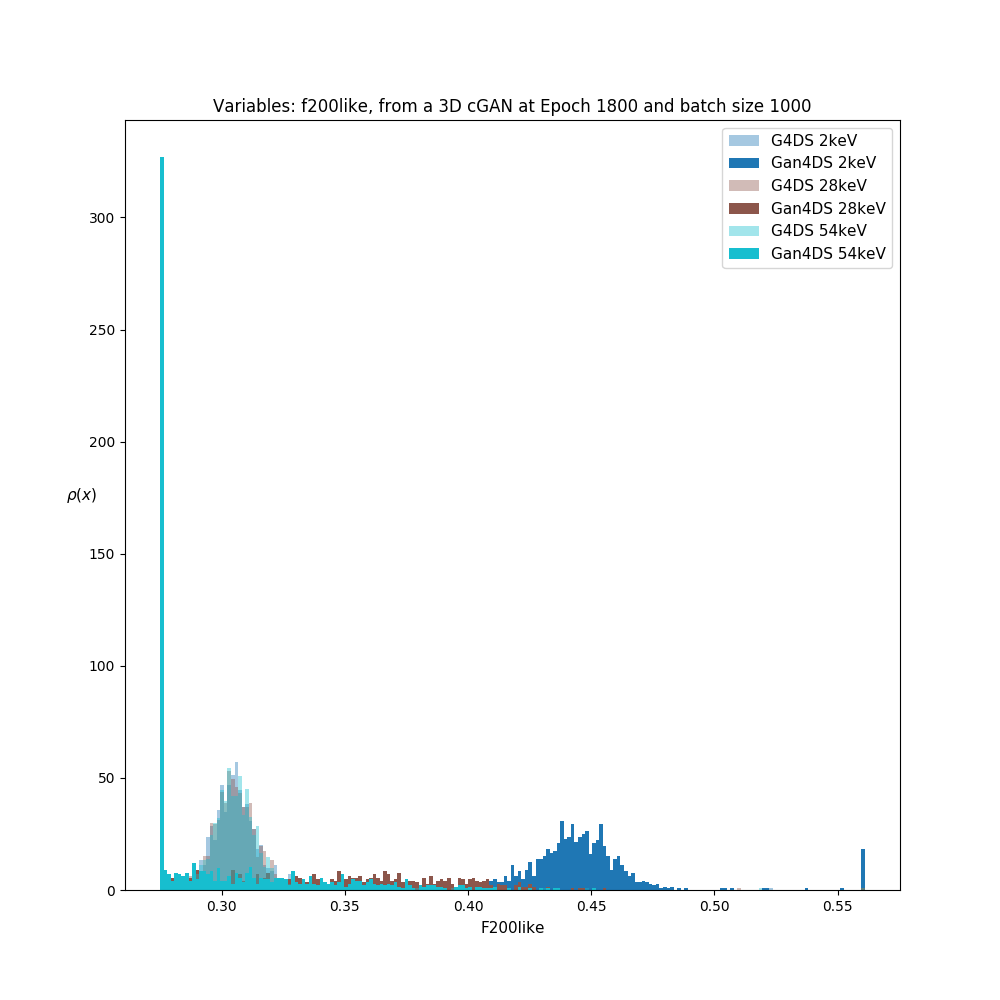 Variables: f200like, from a 3D cGAN at Epoch 1800 and batch size 1000
G4DS 2keV
Gan4DS 2keV
G4DS 28keV
Gan4DS 28keV
G4DS 54keV
Gan4DS 54keV
300
250
200
ρ(x)
150
100
50
0
0.30 0.35 0.40 0.45 0.50 0.55
F200like